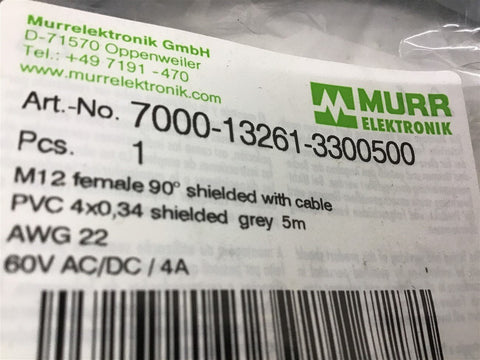 Murrelektronik GmbH
D-71570 Oppenweiler
Tel.: +49 7191 -470
www.murrelektronik.com
MURR
ELEKTRONIK
Art.-No. 7000-13261-3300500
Pcs. 1
M12 female 90° shielded with cable
PVC 4x0,34 shielded grey 5m
AWG 22
60V AC/DC / 4A